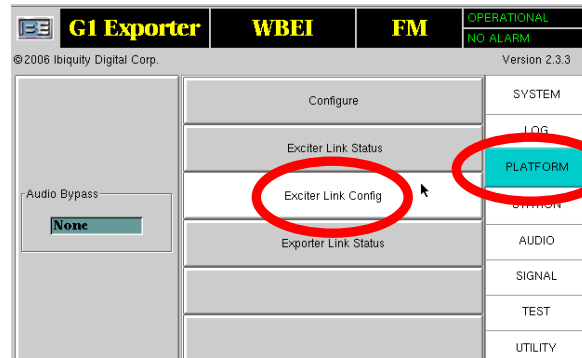 BE G1 Exporter WBEI FM OPERATIONAL
NO ALARM
©2006 Ibiquity Digital Corp. Version 2.3.3
Configure
Exciter Link Status
Exciter Link Config
Exporter Link Status
Audio Bypass
None
SYSTEM
LOG
PLATFORM
STATION
AUDIO
SIGNAL
TEST
UTILITY